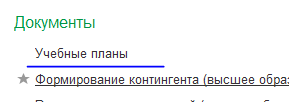 Документы
Учебные планы
Формирование контингента (высшее обра